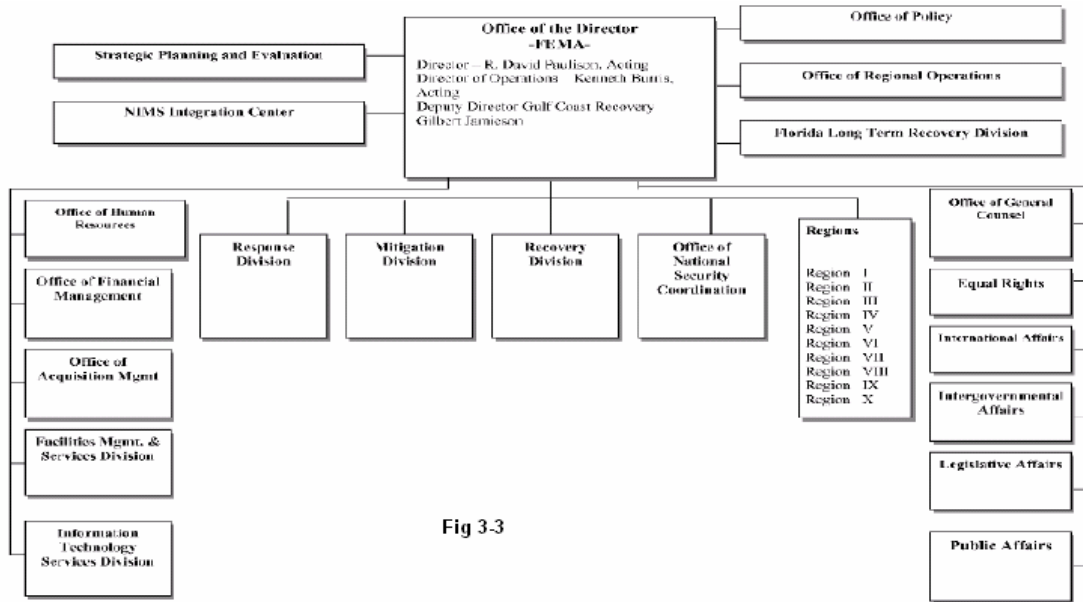 Office of the Director
-FEMA-
Director – R. David Paulison, Acting
Director of Operations – Kenneth Burris,
Acting
Deputy Director Gulf Coast Recovery
Gilbert Jamieson
Strategic Planning and Evaluation
NIMS Integration Center
Office of Policy
Office of Regional Operations
Florida Long Term Recovery Division
Office of Human
Resources
Office of Financial
Management
Office of
Acquisition Mgmt
Facilities Mgmt. &
Services Division
Information
Technology
Services Division
Response
Division
Mitigation
Division
Recovery
Division
Office of
National
Security
Coordination
Regions
Region I
Region II
Region III
Region IV
Region V
Region VI
Region VII
Region VIII
Region IX
Region X
Office of General
Counsel
Equal Rights
International Affairs
Intergovernmental
Affairs
Legislative Affairs
Public Affairs
Fig 3-3